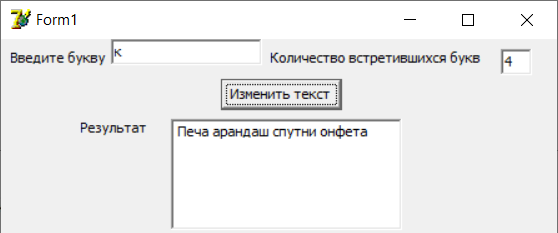 Form1
Введите букву к Количество встретившихся букв 4
Изменить текст
Результат Печа арандаш спутни онфета